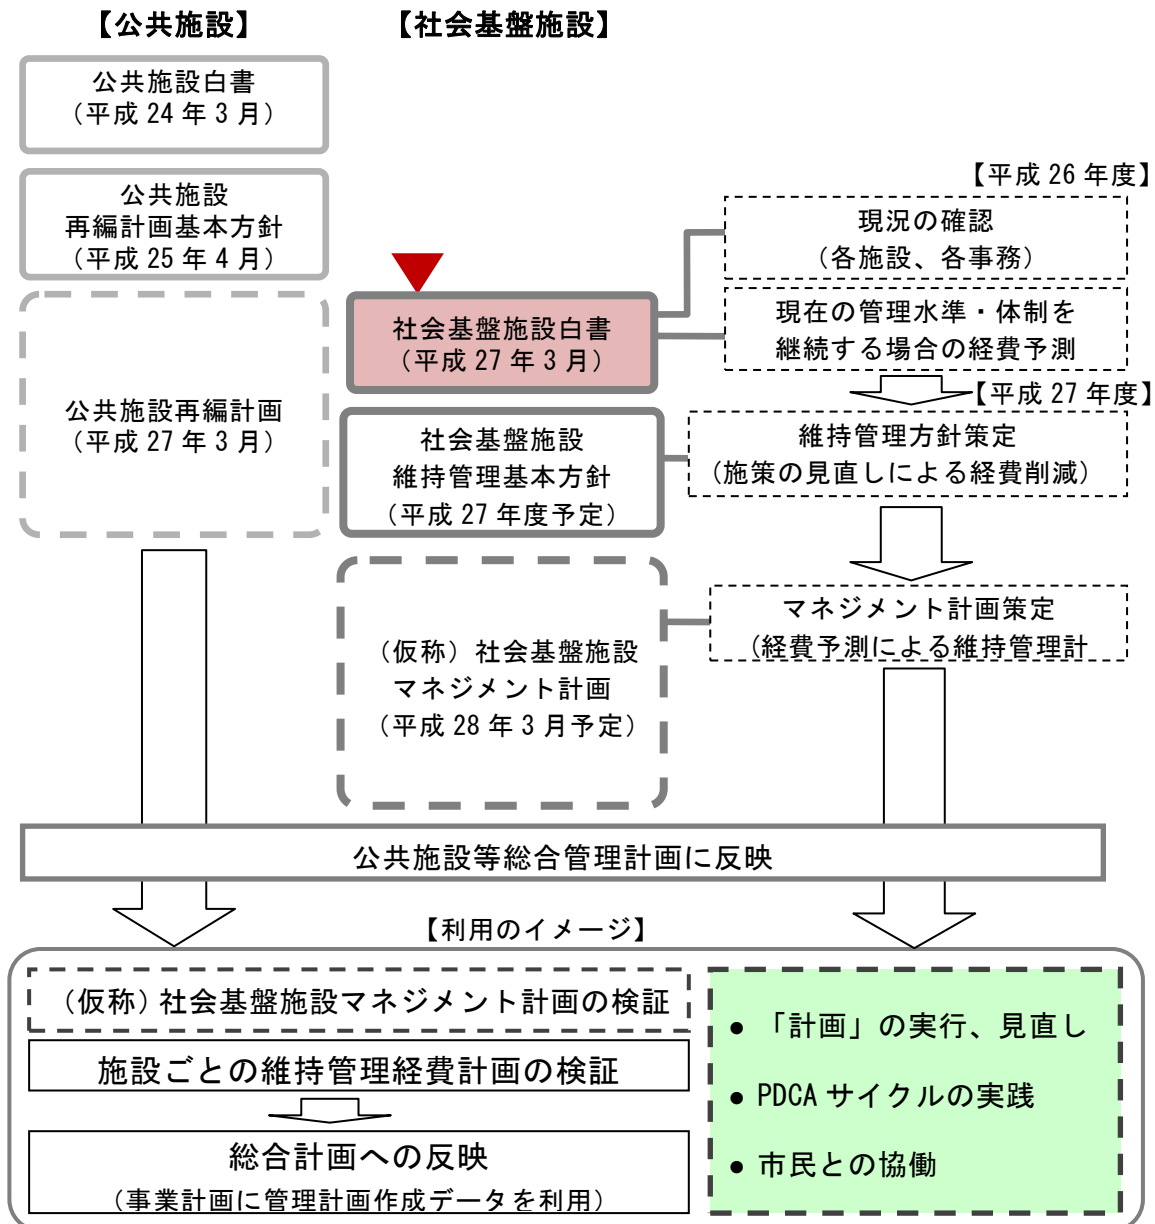 【公共施設】
【社会基盤施設】
公共施設白書
（平成 24 年 3 月）
公共施設
再編計画基本方針
（平成 25 年 4 月）
公共施設再編計画
（平成 27 年 3 月）
社会基盤施設白書
（平成 27 年 3 月）
社会基盤施設
維持管理基本方針
（平成 27 年度予定）
（仮称）社会基盤施設
マネジメント計画
（平成 28 年 3 月予定）
【平成 26 年度】
現況の確認
（各施設、各事務）
現在の管理水準・体制を
継続する場合の経費予測
【平成 27 年度】
維持管理方針策定
（施策の見直しによる経費削減）
マネジメント計画策定
（経費予測による維持管理計
公共施設等総合管理計画に反映
【利用のイメージ】
（仮称）社会基盤施設マネジメント計画の検証
施設ごとの維持管理経費計画の検証
総合計画への反映
（事業計画に管理計画作成データを利用）
● 「計画」の実行、見直し
● PDCA サイクルの実践
● 市民との協働